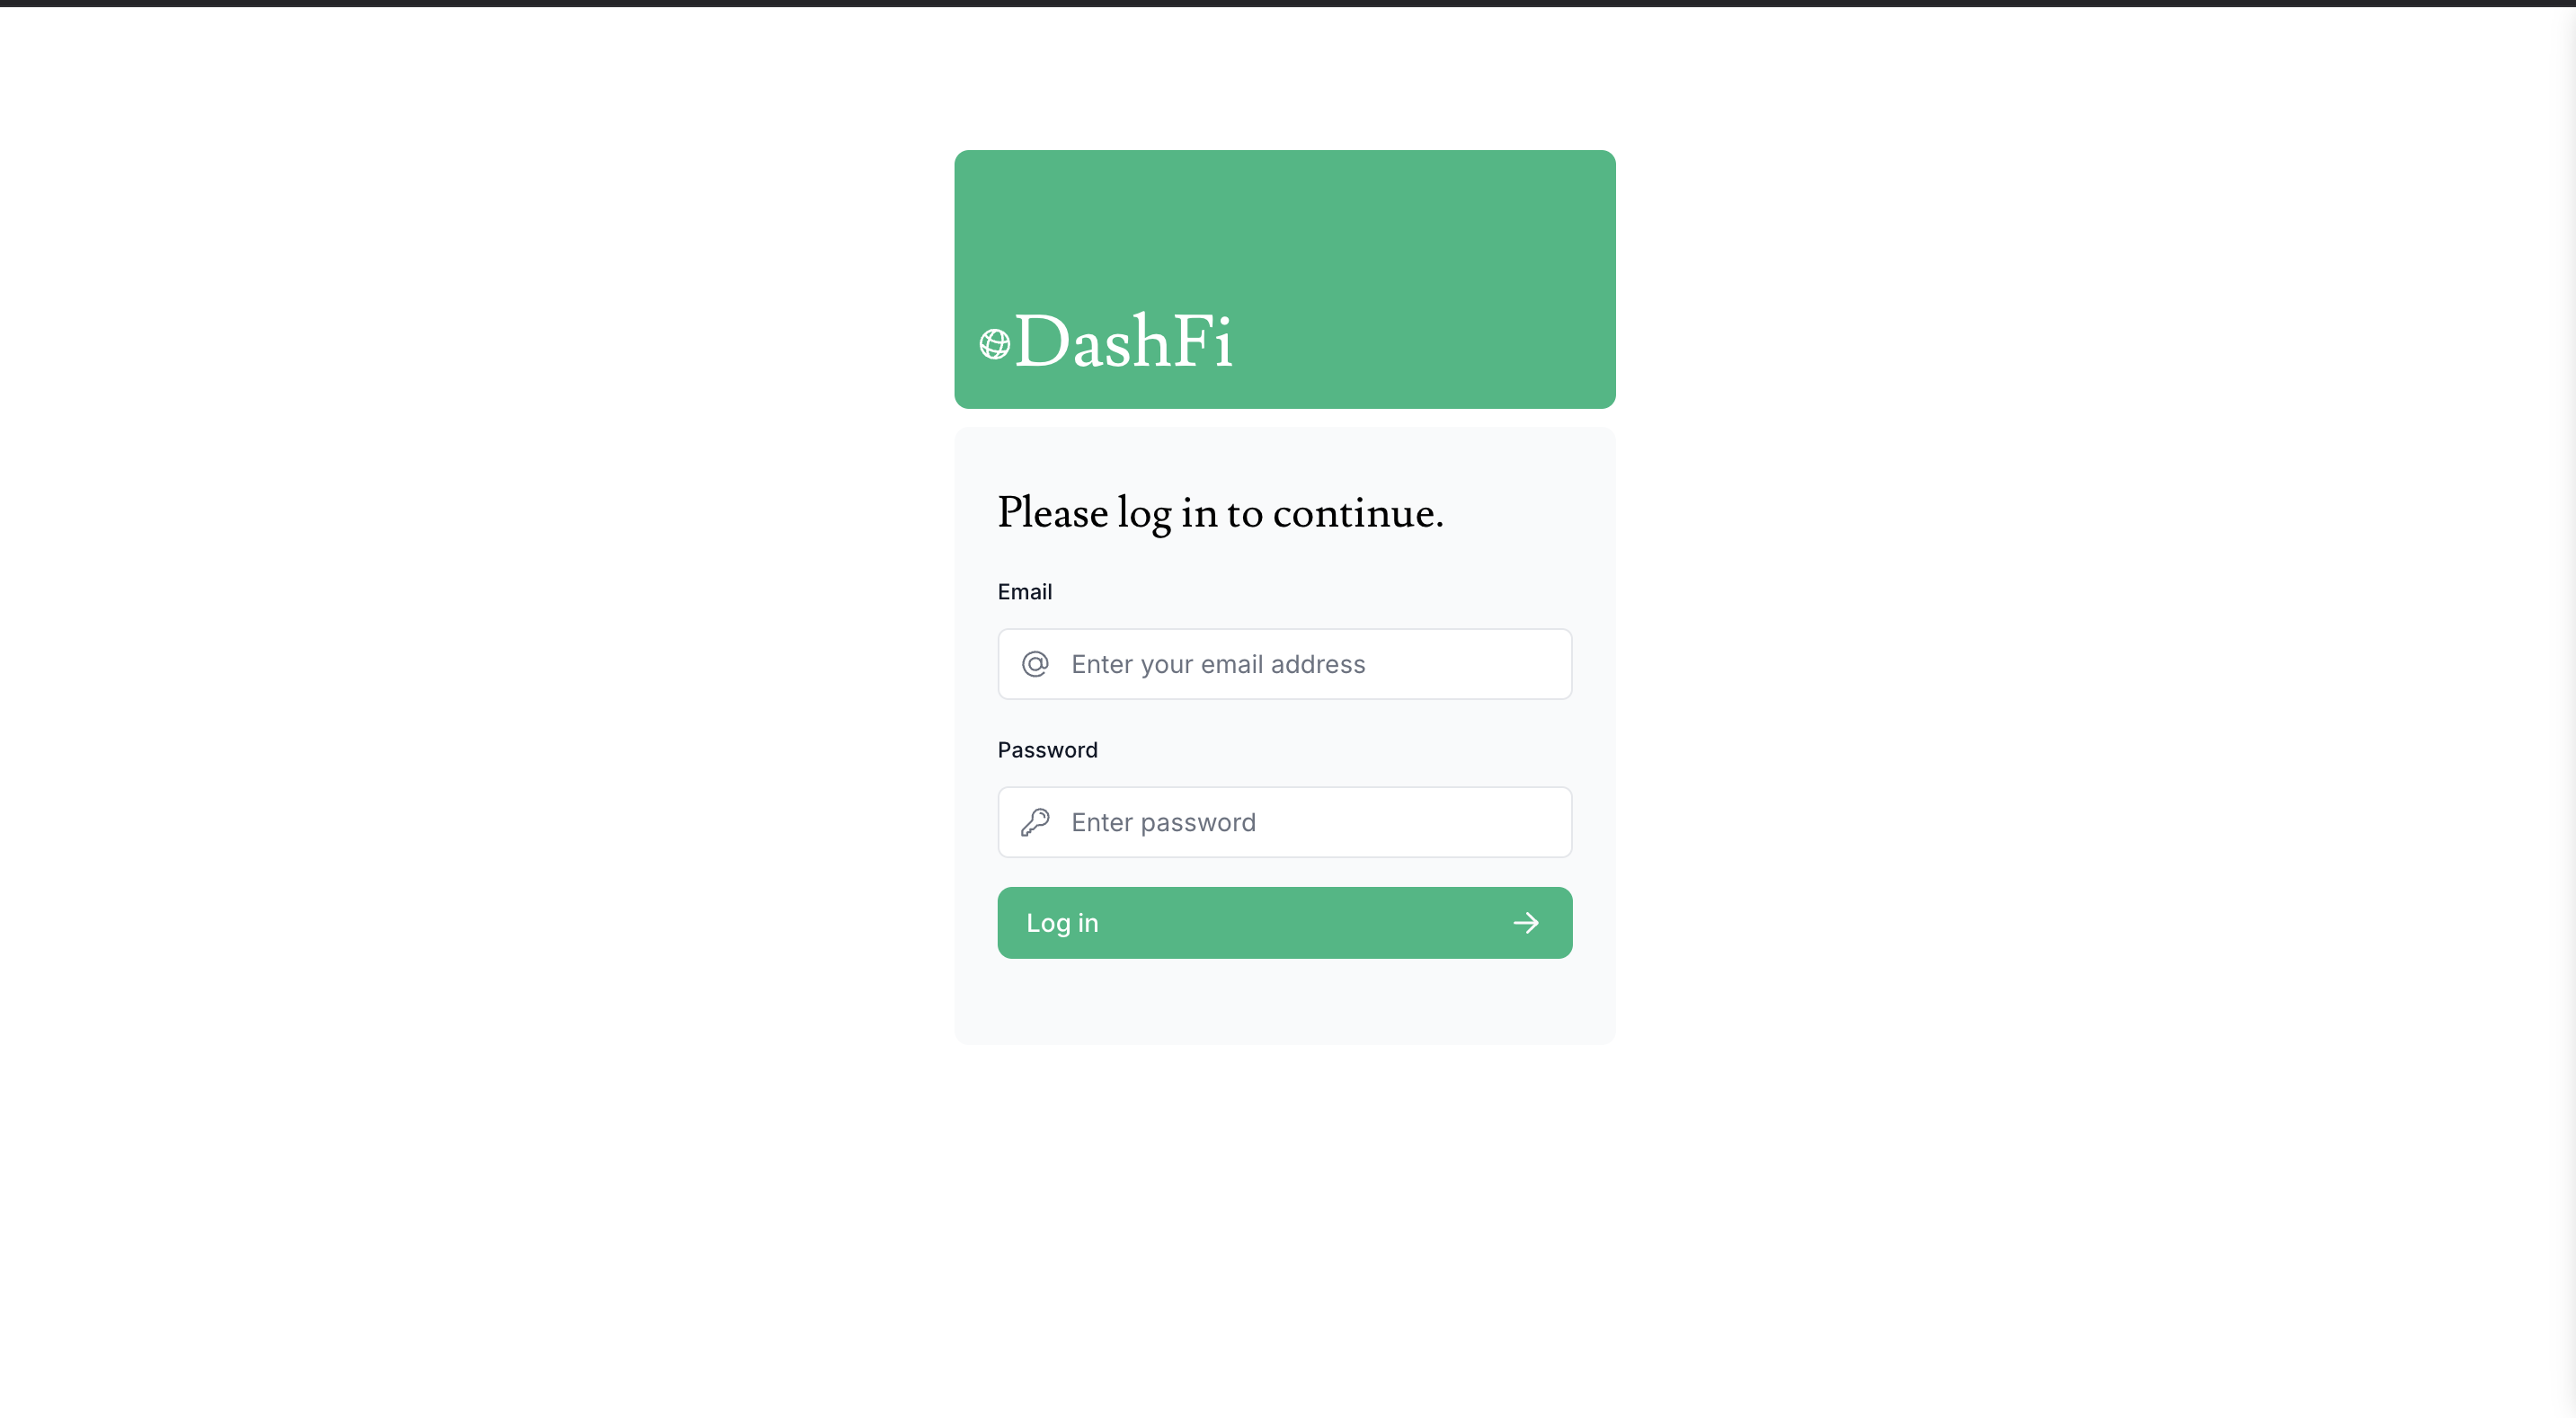 DashFi
Please log in to continue.
Email
Enter your email address
Password
Enter password
Log in